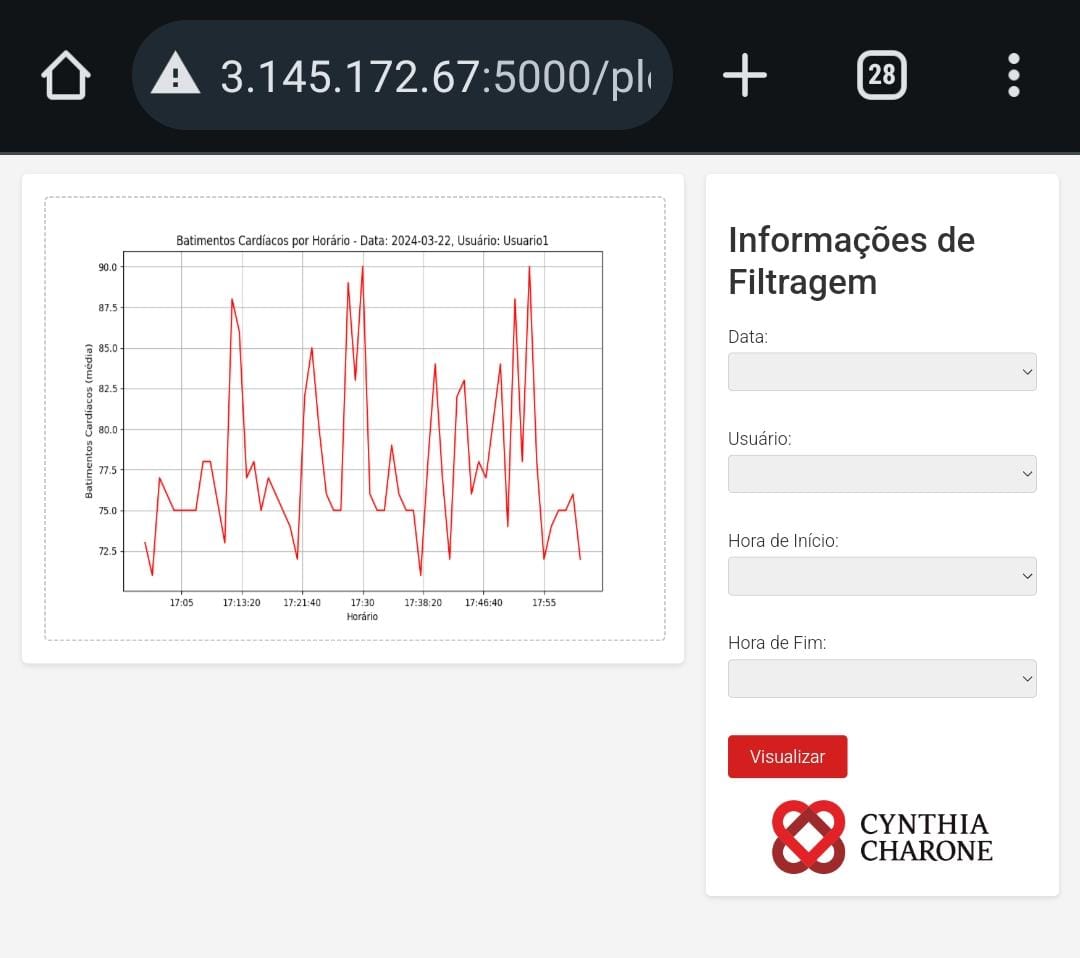 3.145.172.67:5000/pl
28
Batimentos Cardíacos por Horário - Data: 2024-03-22, Usuário: Usuario1
Batimentos Cardíacos (média)
90.0
87.5
85.0
82.5
80.0
77.5
75.0
72.5
17:05 17:13:20 17:21:40 17:30 17:38:20 17:46:40 17:55
Horário
Informações de
Filtragem
Data:
Usuário:
Hora de Início:
Hora de Fim:
Visualizar
CYNTHIA
CHARONE